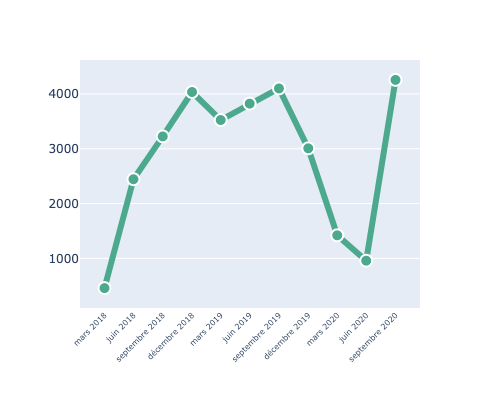 4000
3000
2000
1000
mars 2018
juin 2018
septembre 2018
décembre 2018
mars 2019
juin 2019
septembre 2019
décembre 2019
mars 2020
juin 2020
septembre 2020